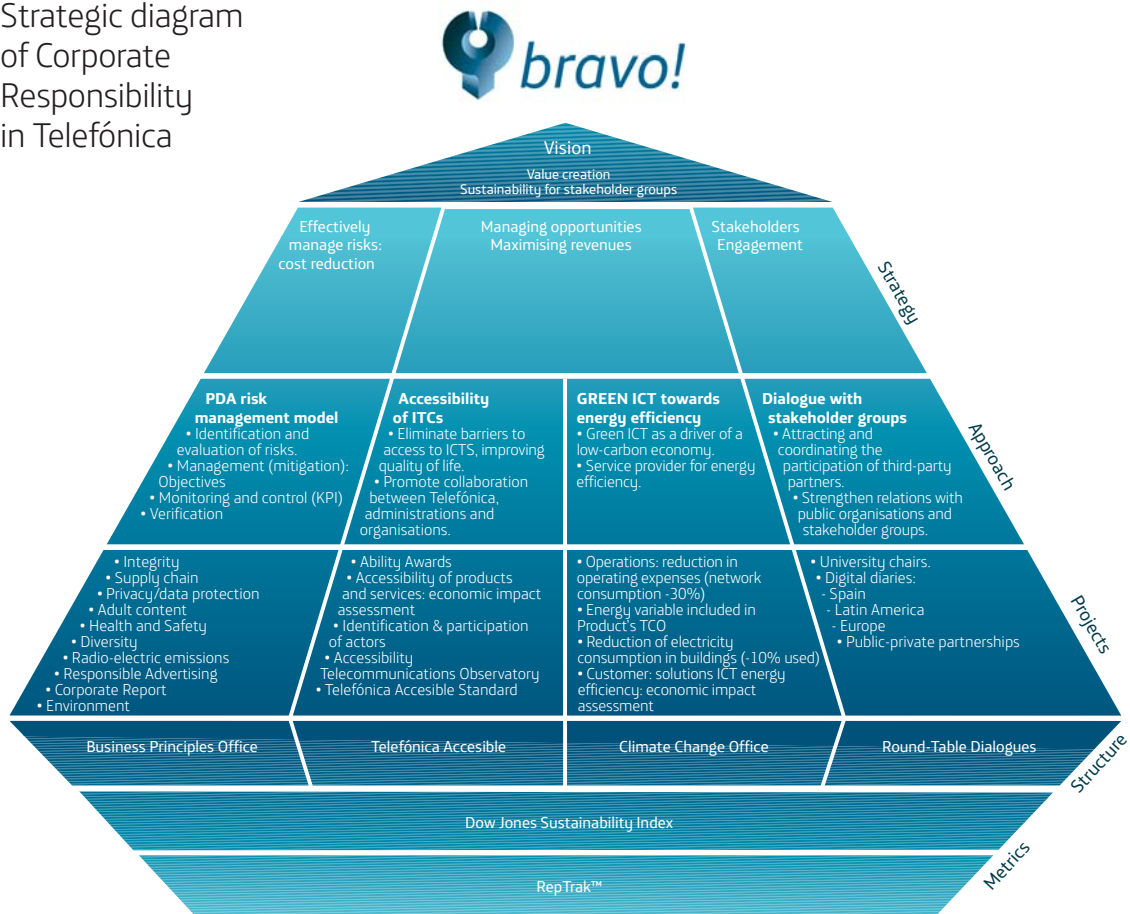 Strategic diagram
of Corporate
Responsibility
in Telefónica
bravo!
Vision
Value creation
Sustainability for stakeholder groups
Effectively
manage risks:
cost reduction
Managing opportunities
Maximising revenues
Stakeholders
Engagement
Strategy
PDA risk
management model
• Identification and
evaluation of risks.
• Management (mitigation):
Objectives
• Monitoring and control (KPI)
• Verification
Accessibility
of ITCs
• Eliminate barriers to
access to ICTS, improving
quality of life.
• Promote collaboration
between Telefónica,
administrations and
organisations.
GREEN ICT towards
energy efficiency
• Green ICT as a driver of a
low-carbon economy.
• Service provider for energy
efficiency.
Dialogue with
stakeholder groups
• Attracting and
coordinating the
participation of third-party
partners.
• Strengthen relations with
public organisations and
stakeholder groups.
Approach
• Integrity
• Supply chain
• Privacy/data protection
• Adult content
• Health and Safety
• Diversity
• Radio-electric emissions
• Responsible Advertising
• Corporate Report
• Environment
• Ability Awards
• Accessibility of products
and services: economic impact
assessment
• Identification & participation
of actors
• Accessibility
Telecommunications Observatory
• Telefónica Accesible Standard
• Operations: reduction in
operating expenses (network
consumption -30%)
• Energy variable included in
Product's TCO
• Reduction of electricity
consumption in buildings (-10% used)
• Customer: solutions ICT energy
efficiency: economic impact
assessment
• University chairs.
• Digital diaries:
- Spain
- Latin America
- Europe
• Public-private partnerships
Projects
Business Principles Office
Telefónica Accesible
Climate Change Office
Round-Table Dialogues
Structure
Dow Jones Sustainability Index
RepTrak™
Metrics